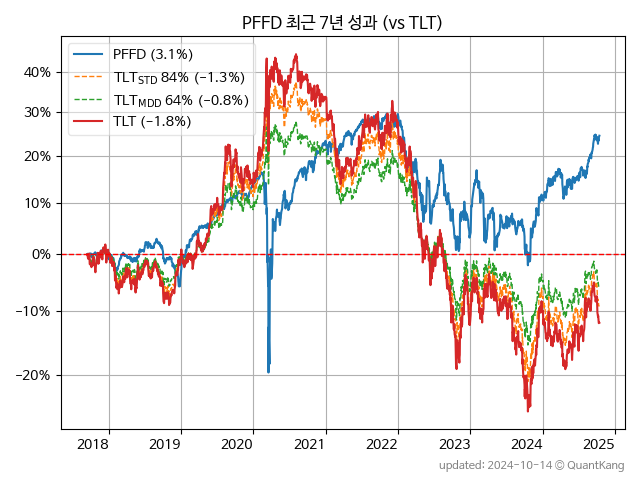 PFFD 최근 7년 성과 (vs TLT)
PFFD (3.1%)
TLT_STD 84% (−1.3%)
TLT_MDD 64% (−0.8%)
TLT (−1.8%)
40%
30%
20%
10%
0%
−10%
−20%
2018 2019 2020 2021 2022 2023 2024 2025
updated: 2024-10-14 © QuantKang